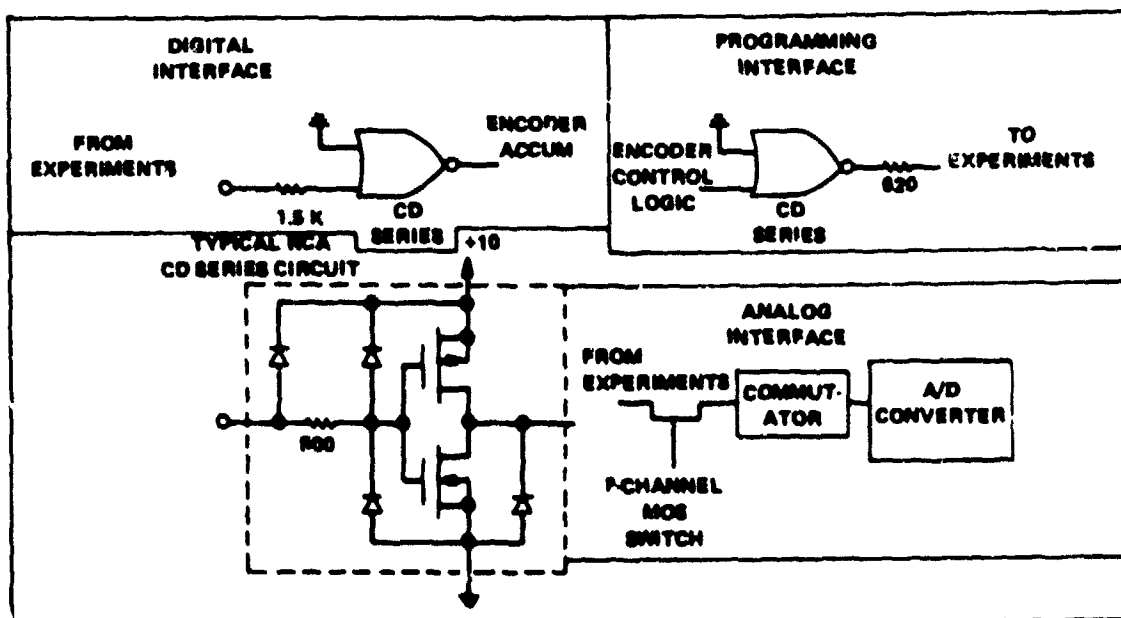 DIGITAL
INTERFACE
FROM
EXPERIMENTS
1.5 K
CD
SERIES
ENCODER
ACCUM
PROGRAMMING
INTERFACE
ENCODER
CONTROL
LOGIC
CD
SERIES
620
TO
EXPERIMENTS
TYPICAL RCA
CD SERIES CIRCUIT
+10
500
ANALOG
INTERFACE
FROM
EXPERIMENTS
COMMUT-
ATOR
A/D
CONVERTER
P-CHANNEL
MOS
SWITCH